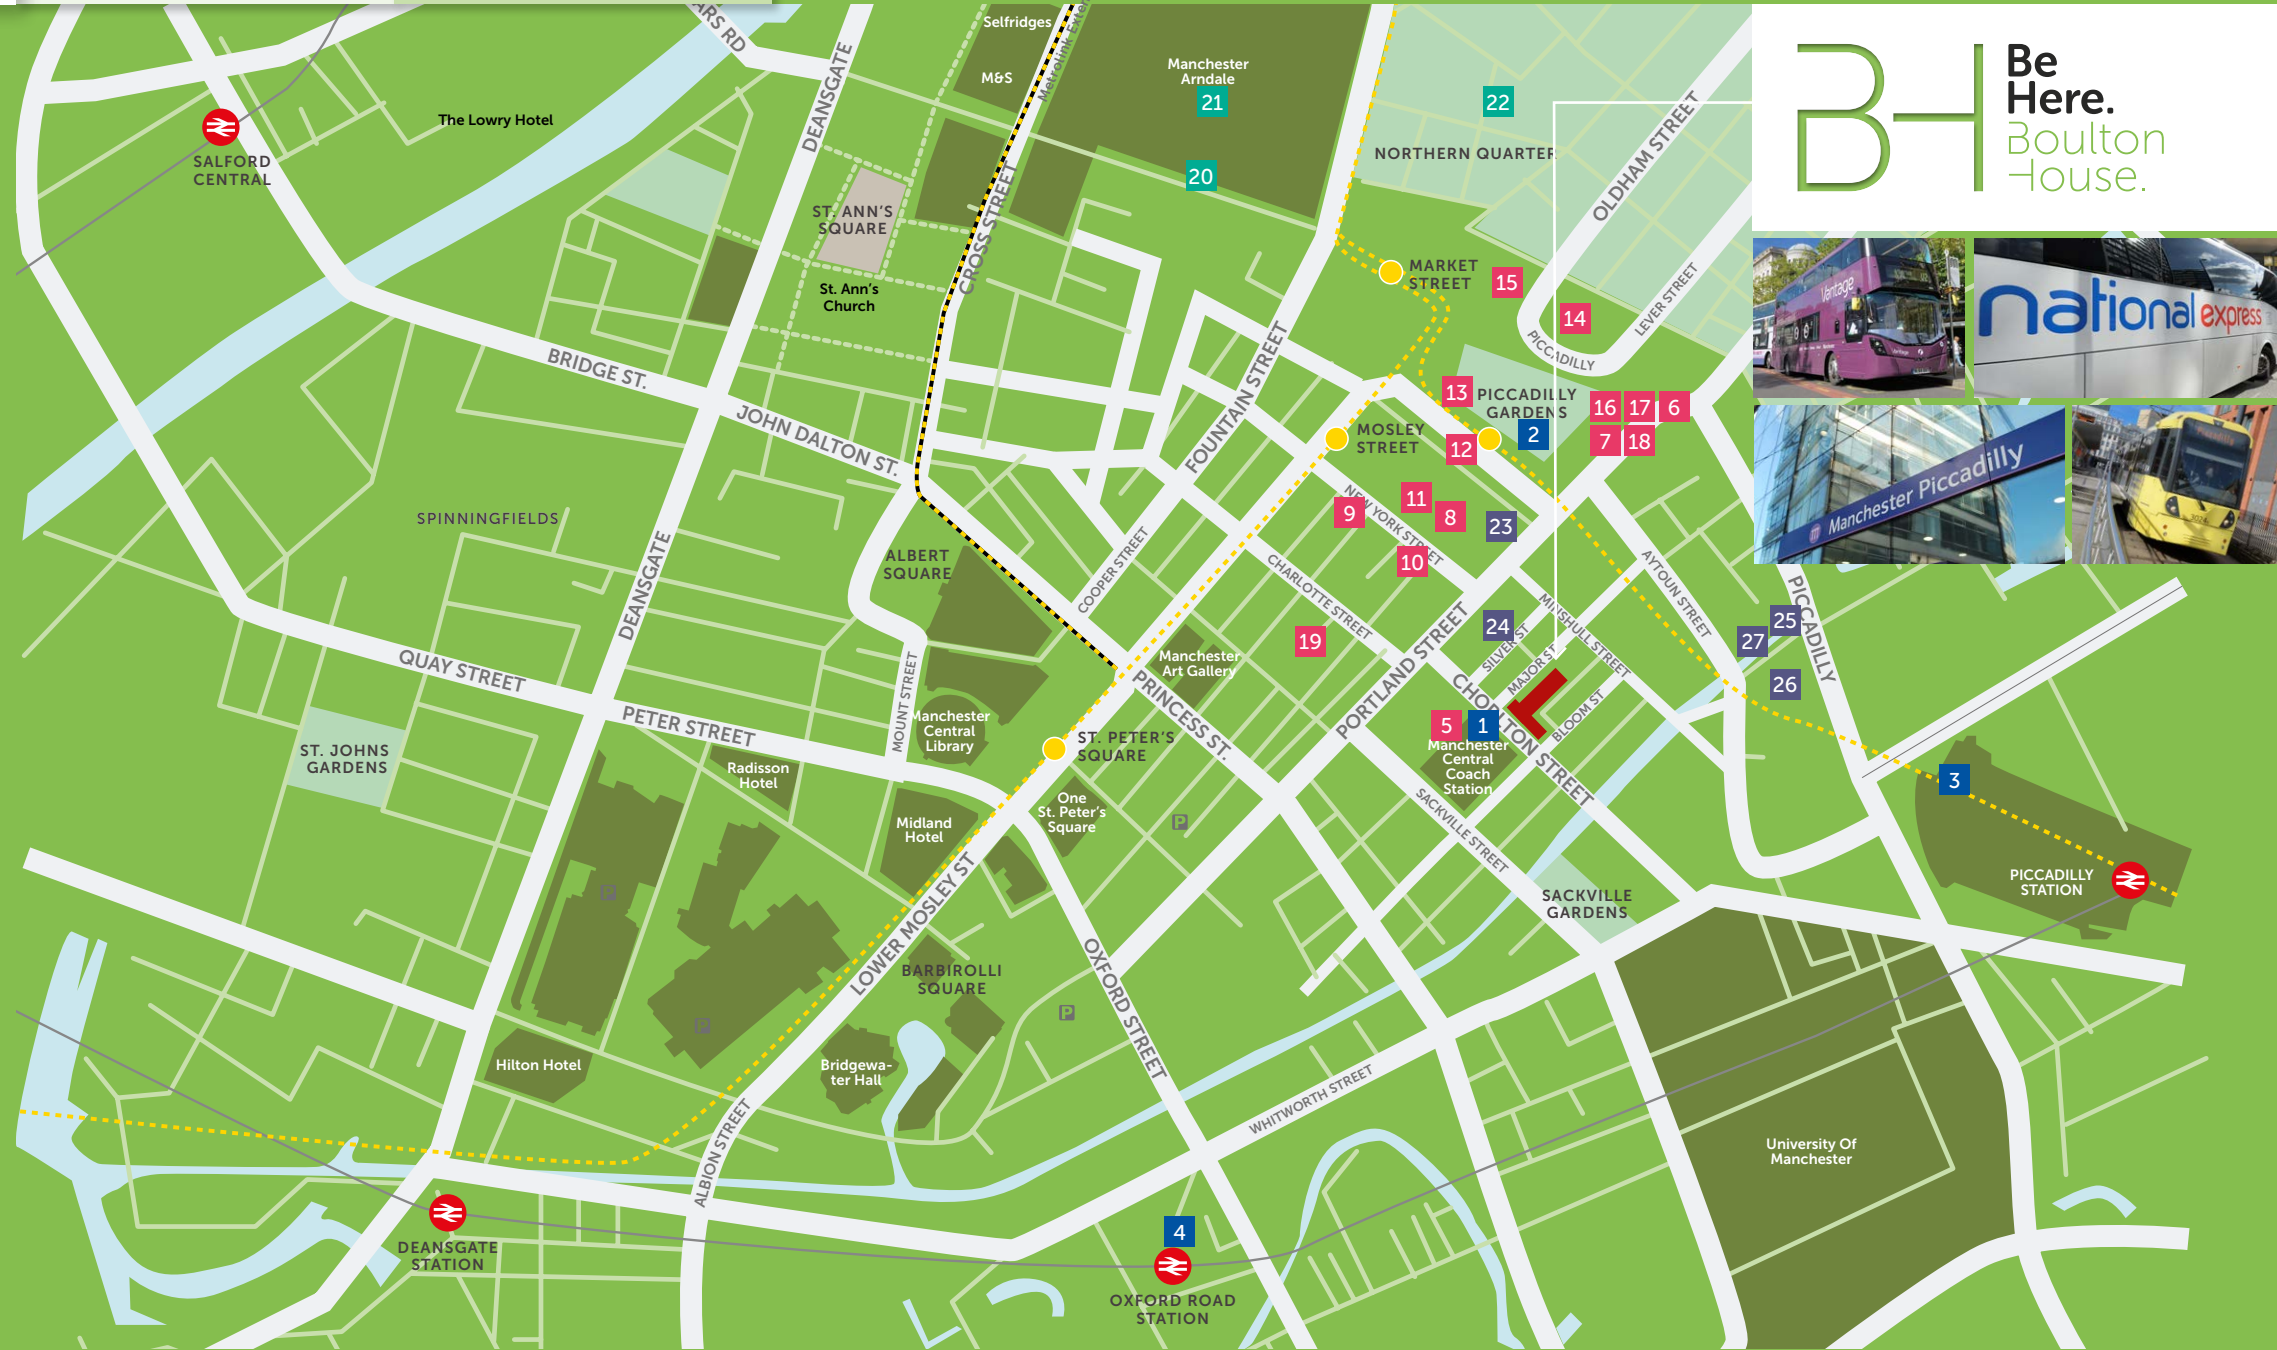 ARS RD
DEANSGATE
Selfridges
M&S
Metrolink Exten
Manchester
Arndale
21
20
22
NORTHERN QUARTER
OLDHAM STREET
Be
Here.
Boulton
House.
The Lowry Hotel
SALFORD
CENTRAL
ST. ANN'S
SQUARE
St. Ann's
Church
CROSS STREET
MARKET
STREET
15
14
PICCADILLY
LEVER STREET
Vantage
national express
BRIDGE ST.
JOHN DALTON ST.
FOUNTAIN STREET
13
PICCADILLY
GARDENS
2
12
16
17
6
7
18
MOSLEY
STREET
Manchester Piccadilly
SPINNINGFIELDS
DEANSGATE
ALBERT
SQUARE
COOPER STREET
NEW YORK STREET
9
11
8
10
23
CHARLOTTE STREET
19
24
SILVER ST
MINSHULL STREET
AYTOUN STREET
PICCADILLY
25
27
26
QUAY STREET
PETER STREET
MOUNT STREET
Manchester
Art Gallery
PRINCESS ST.
PORTLAND STREET
MAJOR ST
BLOOM ST
CHORLTON STREET
5
1
Manchester
Central
Coach
Station
Manchester
Central
Library
ST. PETER'S
SQUARE
ST. JOHNS
GARDENS
Radisson
Hotel
Midland
Hotel
One
St. Peter's
Square
P
SACKVILLE STREET
3
PICCADILLY
STATION
SACKVILLE
GARDENS
P
LOWER MOSLEY ST
BARBIROLLI
SQUARE
OXFORD STREET
P
P
Hilton Hotel
Bridgewa-
ter Hall
ALBION STREET
WHITWORTH STREET
University Of
Manchester
DEANSGATE
STATION
4
OXFORD ROAD
STATION